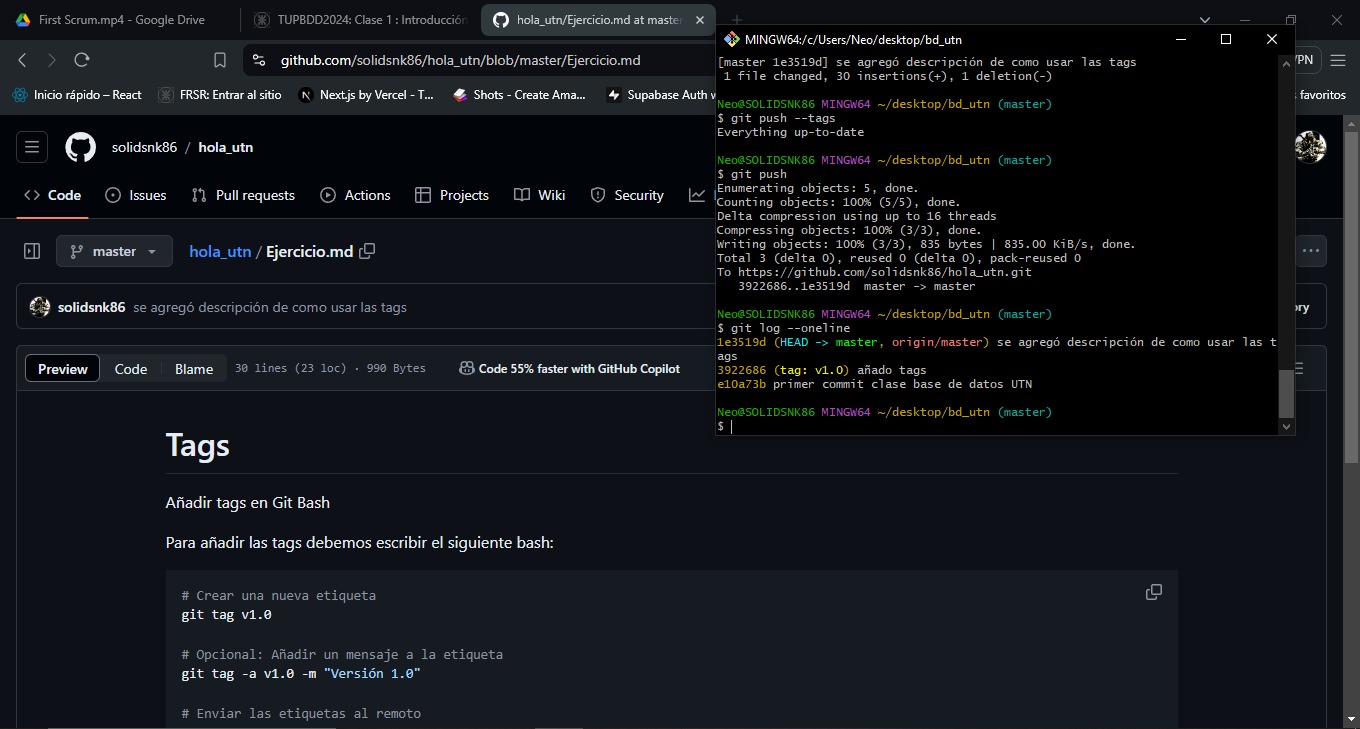 First Scrum.mp4 - Google Drive
TUPBDD2024: Clase 1 : Introducción
hola_utn/Ejercicio.md at master
github.com/solidsnk86/hola_utn/blob/master/Ejercicio.md
Inicio rápido – React
FRSR: Entrar al sitio
Next.js by Vercel - T...
Shots - Create Ama...
Supabase Auth
favoritos
solidsnk86 / hola_utn
Code
Issues
Pull requests
Actions
Projects
Wiki
Security
master
hola_utn / Ejercicio.md
solidsnk86 se agregó descripción de como usar las tags
Preview
Code
Blame
30 lines (23 loc) · 990 Bytes
Code 55% faster with GitHub Copilot
Tags
Añadir tags en Git Bash
Para añadir las tags debemos escribir el siguiente bash:
# Crear una nueva etiqueta
git tag v1.0
# Opcional: Añadir un mensaje a la etiqueta
git tag -a v1.0 -m "Versión 1.0"
# Enviar las etiquetas al remoto
MINGW64:/c/Users/Neo/desktop/bd_utn
[master 1e3519d] se agregó descripción de como usar las tags
1 file changed, 30 insertions(+), 1 deletion(-)
Neo@SOLIDSNK86 MINGW64 ~/desktop/bd_utn (master)
$ git push --tags
Everything up-to-date
Neo@SOLIDSNK86 MINGW64 ~/desktop/bd_utn (master)
$ git push
Enumerating objects: 5, done.
Counting objects: 100% (5/5), done.
Delta compression using up to 16 threads
Compressing objects: 100% (3/3), done.
Writing objects: 100% (3/3), 835 bytes | 835.00 KiB/s, done.
Total 3 (delta 0), reused 0 (delta 0), pack-reused 0
To https://github.com/solidsnk86/hola_utn.git
3922686..1e3519d  master -> master
Neo@SOLIDSNK86 MINGW64 ~/desktop/bd_utn (master)
$ git log --oneline
1e3519d (HEAD -> master, origin/master) se agregó descripción de como usar las t
ags
3922686 (tag: v1.0) añado tags
e10a73b primer commit clase base de datos UTN
Neo@SOLIDSNK86 MINGW64 ~/desktop/bd_utn (master)
$